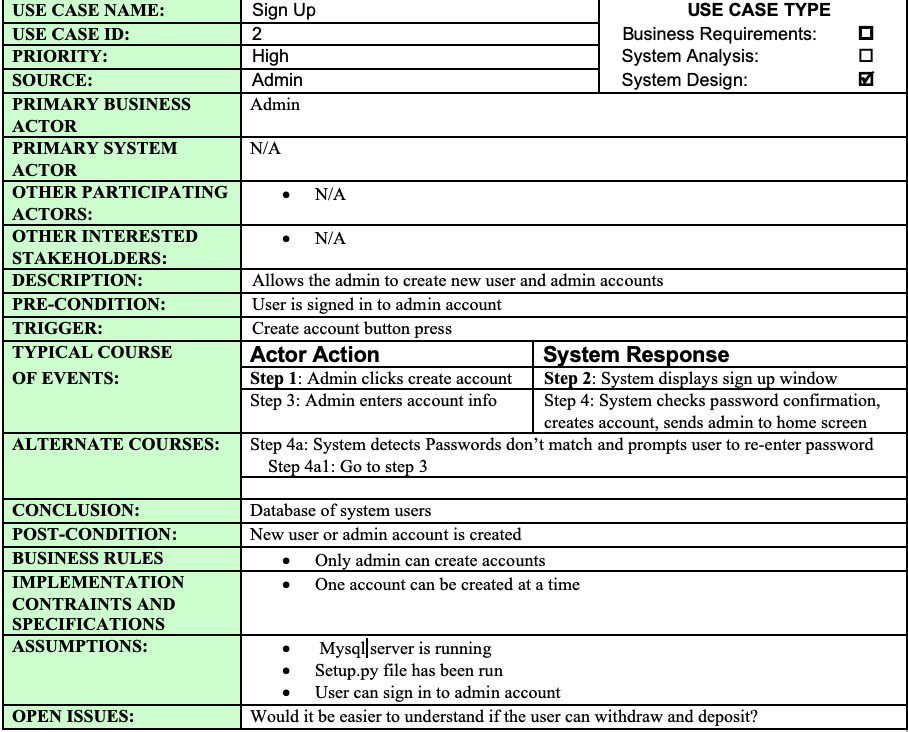 USE CASE NAME: Sign Up USE CASE TYPE
USE CASE ID: 2 Business Requirements: ☐
PRIORITY: High System Analysis: ☐
SOURCE: Admin System Design: ☑
PRIMARY BUSINESS Admin
ACTOR
PRIMARY SYSTEM N/A
ACTOR
OTHER PARTICIPATING • N/A
ACTORS:
OTHER INTERESTED • N/A
STAKEHOLDERS:
DESCRIPTION: Allows the admin to create new user and admin accounts
PRE-CONDITION: User is signed in to admin account
TRIGGER: Create account button press
TYPICAL COURSE Actor Action System Response
OF EVENTS: Step 1: Admin clicks create account Step 2: System displays sign up window
Step 3: Admin enters account info Step 4: System checks password confirmation,
creates account, sends admin to home screen
ALTERNATE COURSES: Step 4a: System detects Passwords don’t match and prompts user to re-enter password
Step 4a1: Go to step 3
CONCLUSION: Database of system users
POST-CONDITION: New user or admin account is created
BUSINESS RULES • Only admin can create accounts
IMPLEMENTATION • One account can be created at a time
CONTRAINTS AND
SPECIFICATIONS
ASSUMPTIONS: • Mysql server is running
• Setup.py file has been run
• User can sign in to admin account
OPEN ISSUES: Would it be easier to understand if the user can withdraw and deposit?